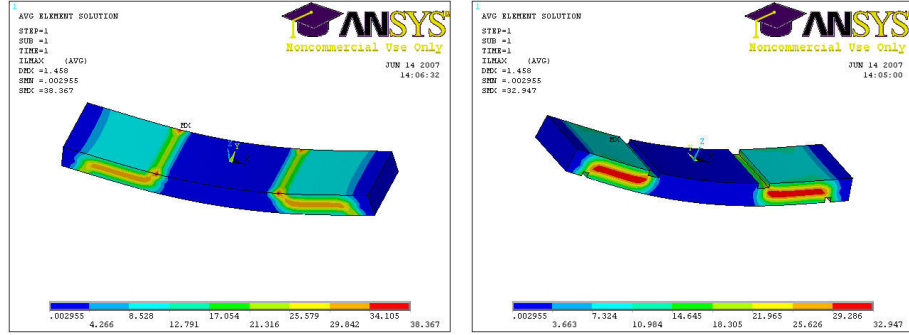 1
AVG ELEMENT SOLUTION
STEP=1
SUB =1
TIME=1
ILMAX (AVG)
DMX =1.458
SMN =.002955
SMX =38.367
ANSYS
Noncommercial Use Only
JUN 14 2007
14:06:32
MX
Z
Y
.002955 8.528 17.054 25.579 34.105
4.266 12.791 21.316 29.842 38.367
1
AVG ELEMENT SOLUTION
STEP=1
SUB =1
TIME=1
ILMAX (AVG)
DMX =1.458
SMN =.002955
SMX =32.947
ANSYS
Noncommercial Use Only
JUN 14 2007
14:05:00
MX
Z
.002955 7.324 14.645 21.965 29.286
3.663 10.984 18.305 25.626 32.947